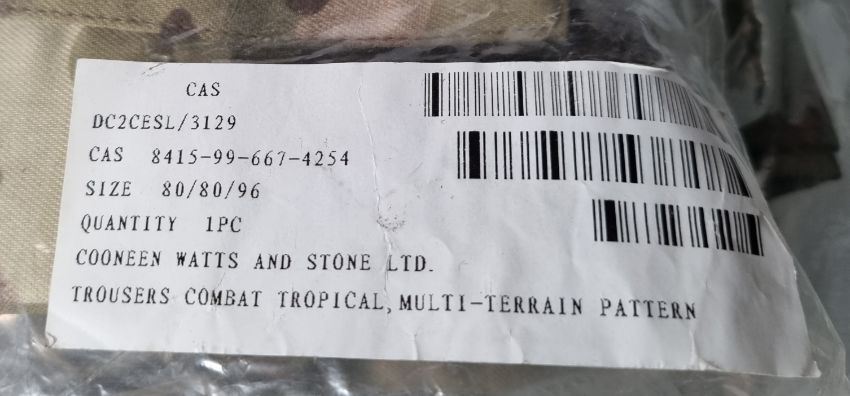 CAS
DC2CESL/3129
CAS 8415-99-667-4254
SIZE 80/80/96
QUANTITY 1PC
COONEEN WATTS AND STONE LTD.
TROUSERS COMBAT TROPICAL,MULTI-TERRAIN PATTERN